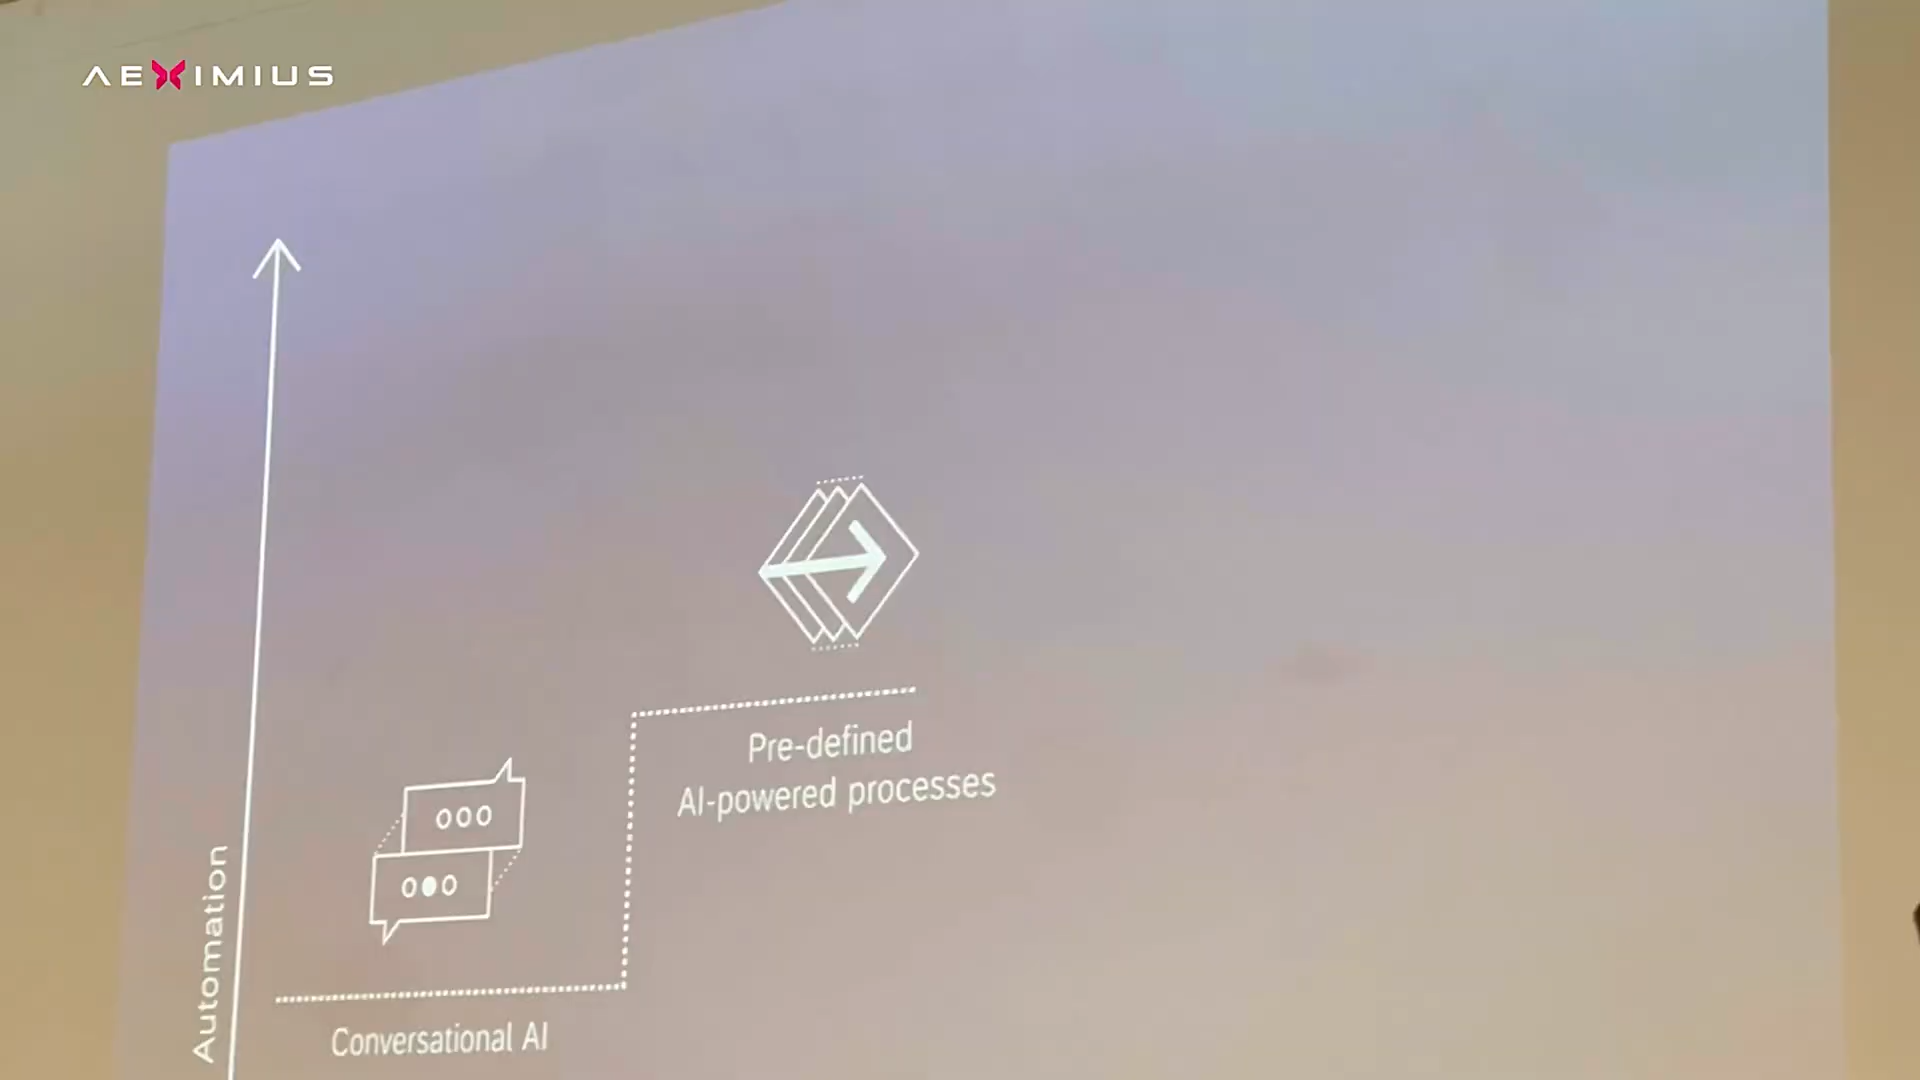 AEXIMIUS
Pre-defined
AI-powered processes
Automation
Conversational AI